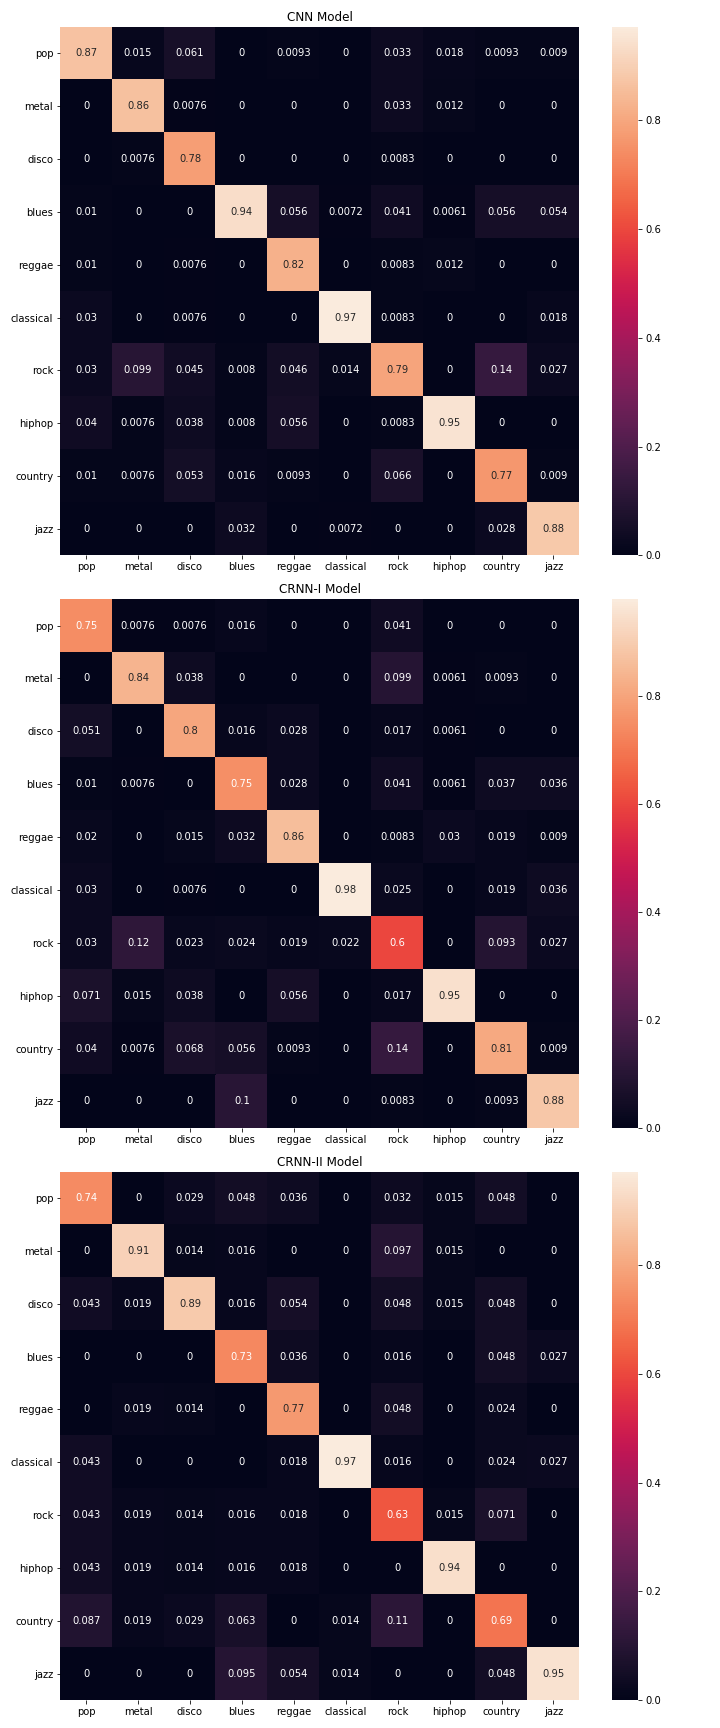 CNN Model
pop 0.87 0.015 0.061 0 0.0093 0 0.033 0.018 0.0093 0.009
metal 0 0.86 0.0076 0 0 0 0.033 0.012 0 0
0.8
disco 0 0.0076 0.78 0 0 0 0.0083 0 0 0
blues 0.01 0 0 0.94 0.056 0.0072 0.041 0.0061 0.056 0.054
0.6
reggae 0.01 0 0.0076 0 0.82 0 0.0083 0.012 0 0
classical 0.03 0 0.0076 0 0 0.97 0.0083 0 0 0.018
0.4
rock 0.03 0.099 0.045 0.008 0.046 0.014 0.79 0 0.14 0.027
hiphop 0.04 0.0076 0.038 0.008 0.056 0 0.0083 0.95 0 0
0.2
country 0.01 0.0076 0.053 0.016 0.0093 0 0.066 0 0.77 0.009
jazz 0 0 0 0.032 0 0.0072 0 0 0.028 0.88
0.0
pop metal disco blues reggae classical rock hiphop country jazz
CRNN-I Model
pop 0.75 0.0076 0.0076 0.016 0 0 0.041 0 0 0
metal 0 0.84 0.038 0 0 0 0.099 0.0061 0.0093 0
0.8
disco 0.051 0 0.8 0.016 0.028 0 0.017 0.0061 0 0
blues 0.01 0.0076 0 0.75 0.028 0 0.041 0.0061 0.037 0.036
0.6
reggae 0.02 0 0.015 0.032 0.86 0 0.0083 0.03 0.019 0.009
classical 0.03 0 0.0076 0 0 0.98 0.025 0 0.019 0.036
0.4
rock 0.03 0.12 0.023 0.024 0.019 0.022 0.6 0 0.093 0.027
hiphop 0.071 0.015 0.038 0 0.056 0 0.017 0.95 0 0
0.2
country 0.04 0.0076 0.068 0.056 0.0093 0 0.14 0 0.81 0.009
jazz 0 0 0 0.1 0 0 0.0083 0 0.0093 0.88
0.0
pop metal disco blues reggae classical rock hiphop country jazz
CRNN-II Model
pop 0.74 0 0.029 0.048 0.036 0 0.032 0.015 0.048 0
metal 0 0.91 0.014 0.016 0 0 0.097 0.015 0 0
0.8
disco 0.043 0.019 0.89 0.016 0.054 0 0.048 0.015 0.048 0
blues 0 0 0 0.73 0.036 0 0.016 0 0.048 0.027
0.6
reggae 0 0.019 0.014 0 0.77 0 0.048 0 0.024 0
classical 0.043 0 0 0 0.018 0.97 0.016 0 0.024 0.027
0.4
rock 0.043 0.019 0.014 0.016 0.018 0 0.63 0.015 0.071 0
hiphop 0.043 0.019 0.014 0.016 0.018 0 0 0.94 0 0
0.2
country 0.087 0.019 0.029 0.063 0 0.014 0.11 0 0.69 0
jazz 0 0 0 0.095 0.054 0.014 0 0 0.048 0.95
0.0
pop metal disco blues reggae classical rock hiphop country jazz